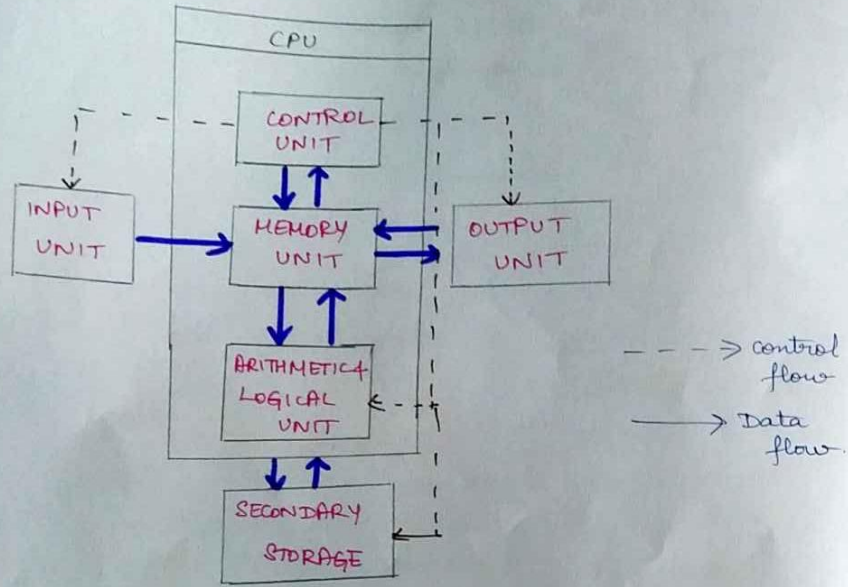 CPU
CONTROL
UNIT
INPUT
UNIT
MEMORY
UNIT
OUTPUT
UNIT
ARITHMETIC &
LOGICAL
UNIT
SECONDARY
STORAGE
control
flow
Data
flow.